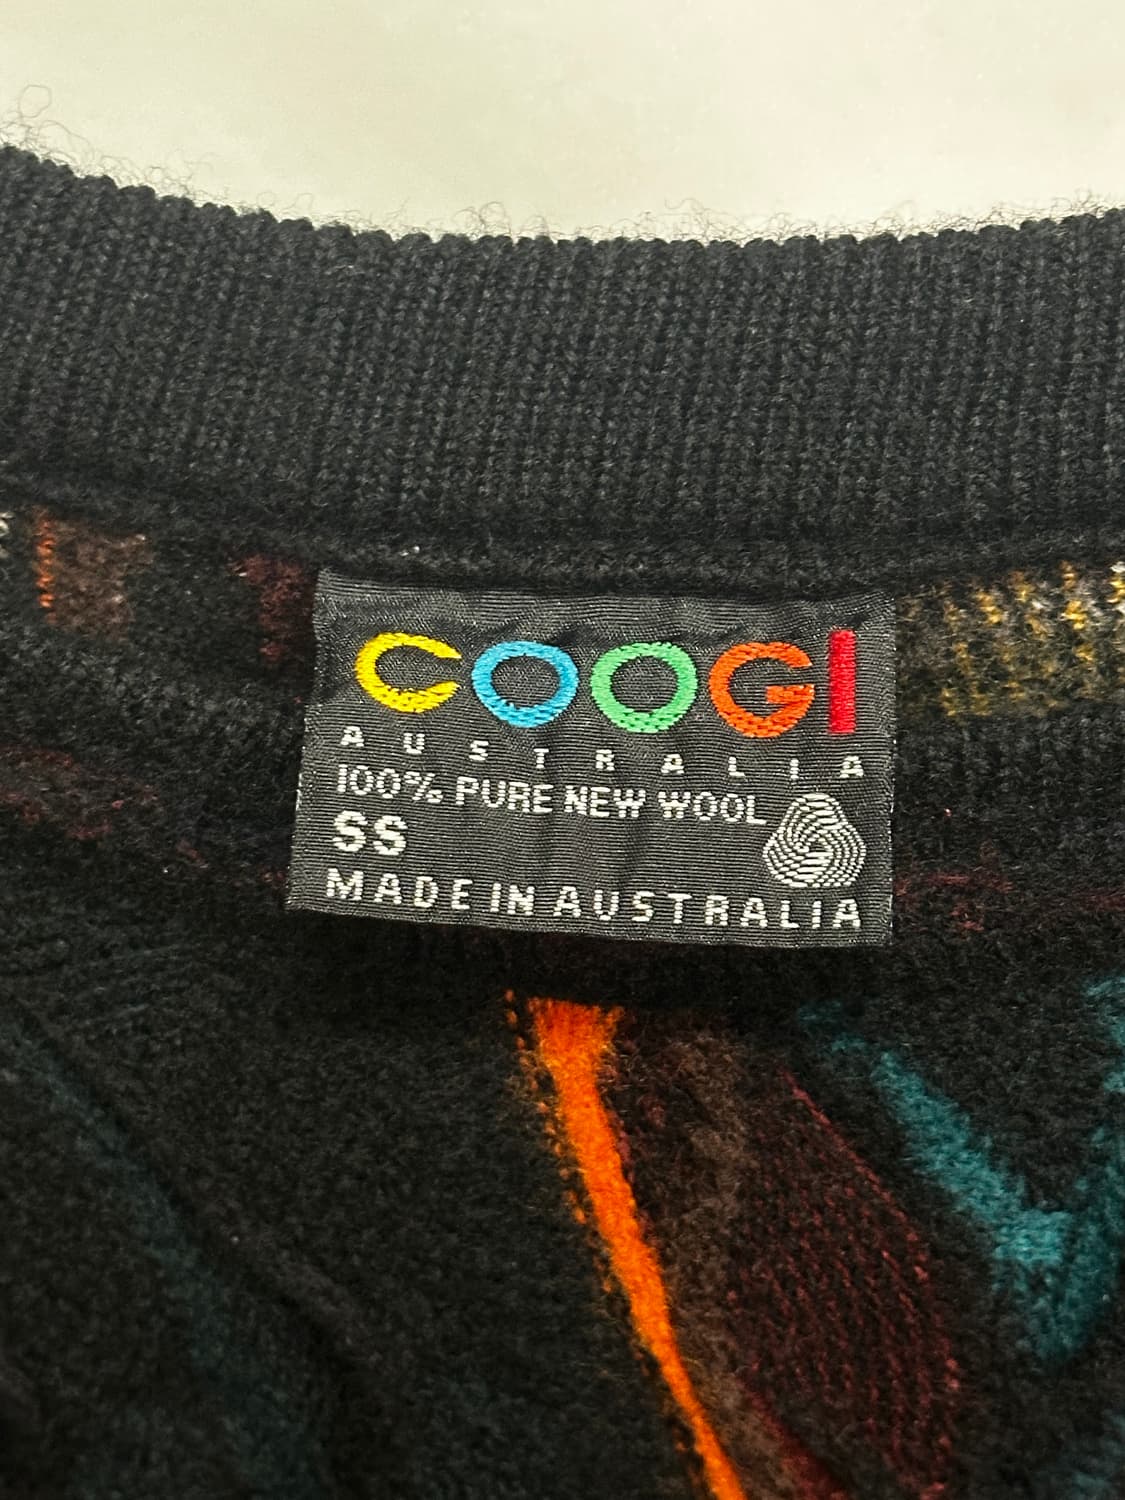 COOGI
AUSTRALIA
100% PURE NEW WOOL
SS
MADE IN AUSTRALIA